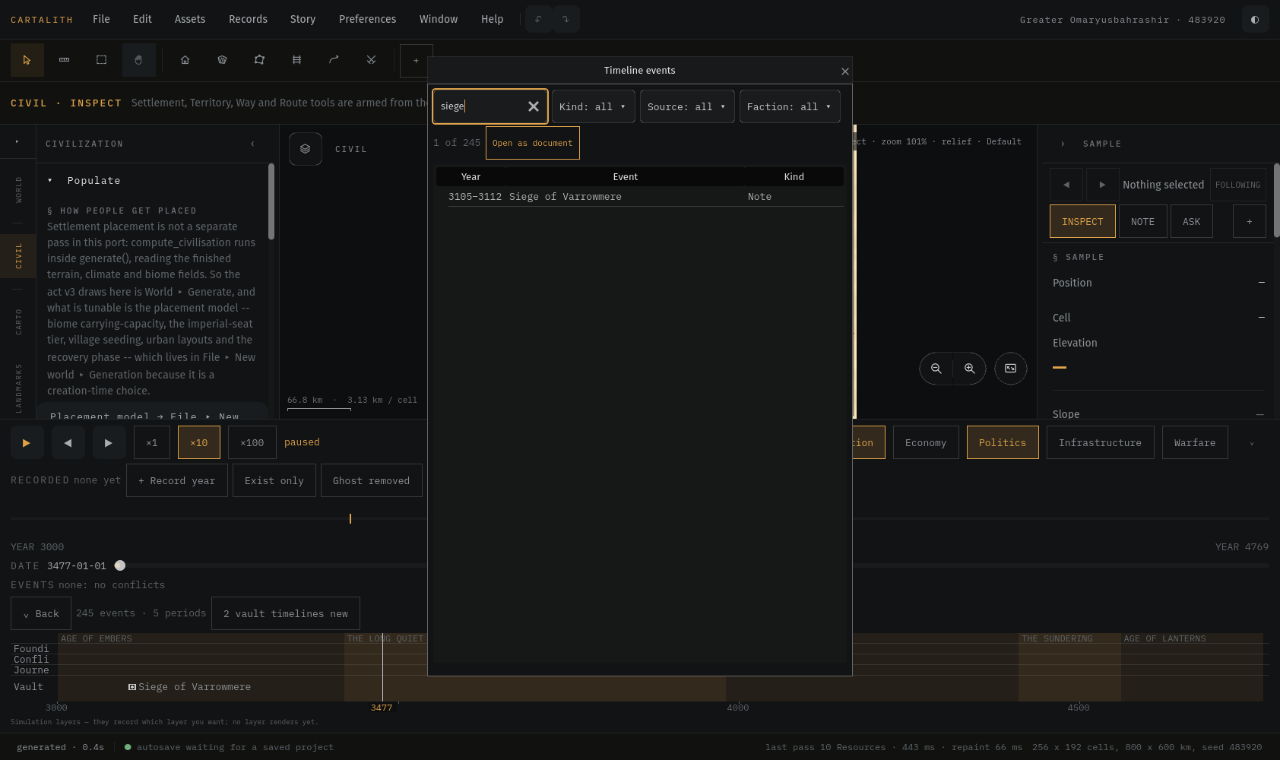 CARTALITH File Edit Assets Records Story Preferences Window Help Greater Omaryusbahrashir · 483920
+
CIVIL · INSPECT Settlement, Territory, Way and Route tools are armed from the
Timeline events
siege Kind: all Source: all Faction: all
1 of 245 Open as document
Year Event Kind
3105–3112 Siege of Varrowmere Note
WORLD
CIVIL
CARTO
LANDMARKS
CIVILIZATION
Populate
§ HOW PEOPLE GET PLACED
Settlement placement is not a separate
pass in this port: compute_civilisation runs
inside generate(), reading the finished
terrain, climate and biome fields. So the
act v3 draws here is World ▸ Generate, and
what is tunable is the placement model --
biome carrying-capacity, the imperial-seat
tier, village seeding, urban layouts and the
recovery phase -- which lives in File ▸ New
world ▸ Generation because it is a
creation-time choice.
Placement model → File ▸ New
CIVIL
ct · zoom 101% · relief · Default
66.8 km · 3.13 km / cell
SAMPLE
Nothing selected FOLLOWING
INSPECT NOTE ASK +
§ SAMPLE
Position —
Cell —
Elevation
—
Slope
×1 ×10 ×100 paused
tion Economy Politics Infrastructure Warfare
RECORDED none yet + Record year Exist only Ghost removed
YEAR 3000 YEAR 4769
DATE 3477-01-01
EVENTS none: no conflicts
Back 245 events · 5 periods 2 vault timelines new
AGE OF EMBERS THE LONG QUIET THE SUNDERING AGE OF LANTERNS
Foundi
Confli
Journe
Vault Siege of Varrowmere
3000 3477 4000 4500
Simulation layers — they record which layer you want; no layer renders yet.
generated · 0.4s autosave waiting for a saved project last pass 10 Resources · 443 ms · repaint 66 ms 256 x 192 cells, 800 x 600 km, seed 483920